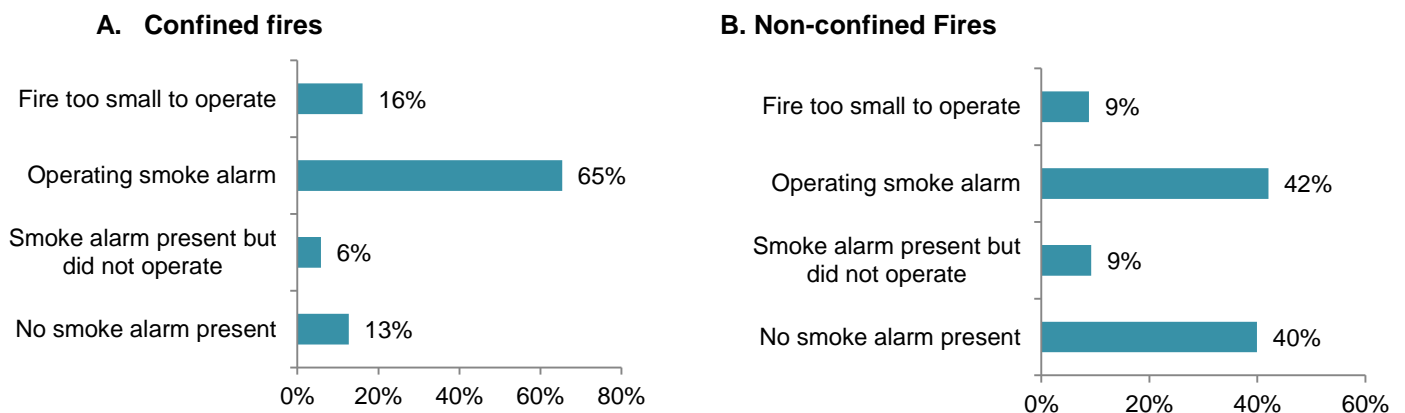 A. Confined fires
Fire too small to operate
16%
Operating smoke alarm
65%
Smoke alarm present but
did not operate
6%
No smoke alarm present
13%
0% 20% 40% 60% 80%
B. Non-confined Fires
Fire too small to operate
9%
Operating smoke alarm
42%
Smoke alarm present but
did not operate
9%
No smoke alarm present
40%
0% 20% 40% 60%